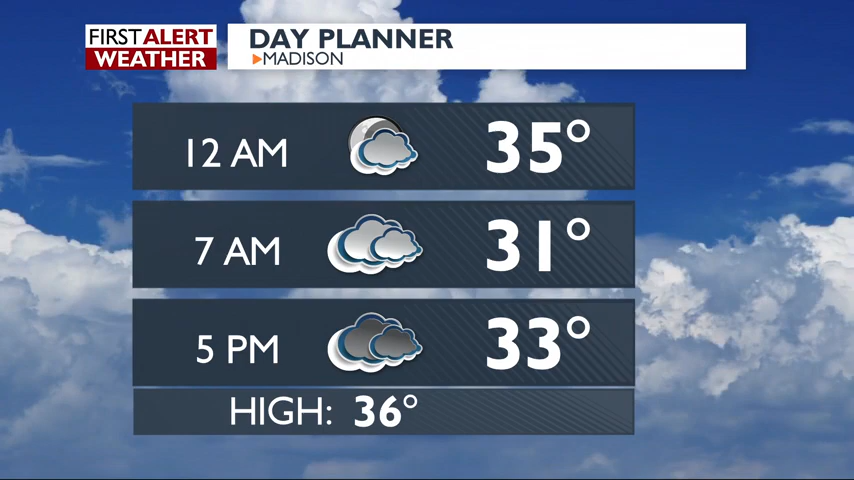 FIRST ALERT
WEATHER
DAY PLANNER
MADISON
12 AM 35°
7 AM 31°
5 PM 33°
HIGH: 36°